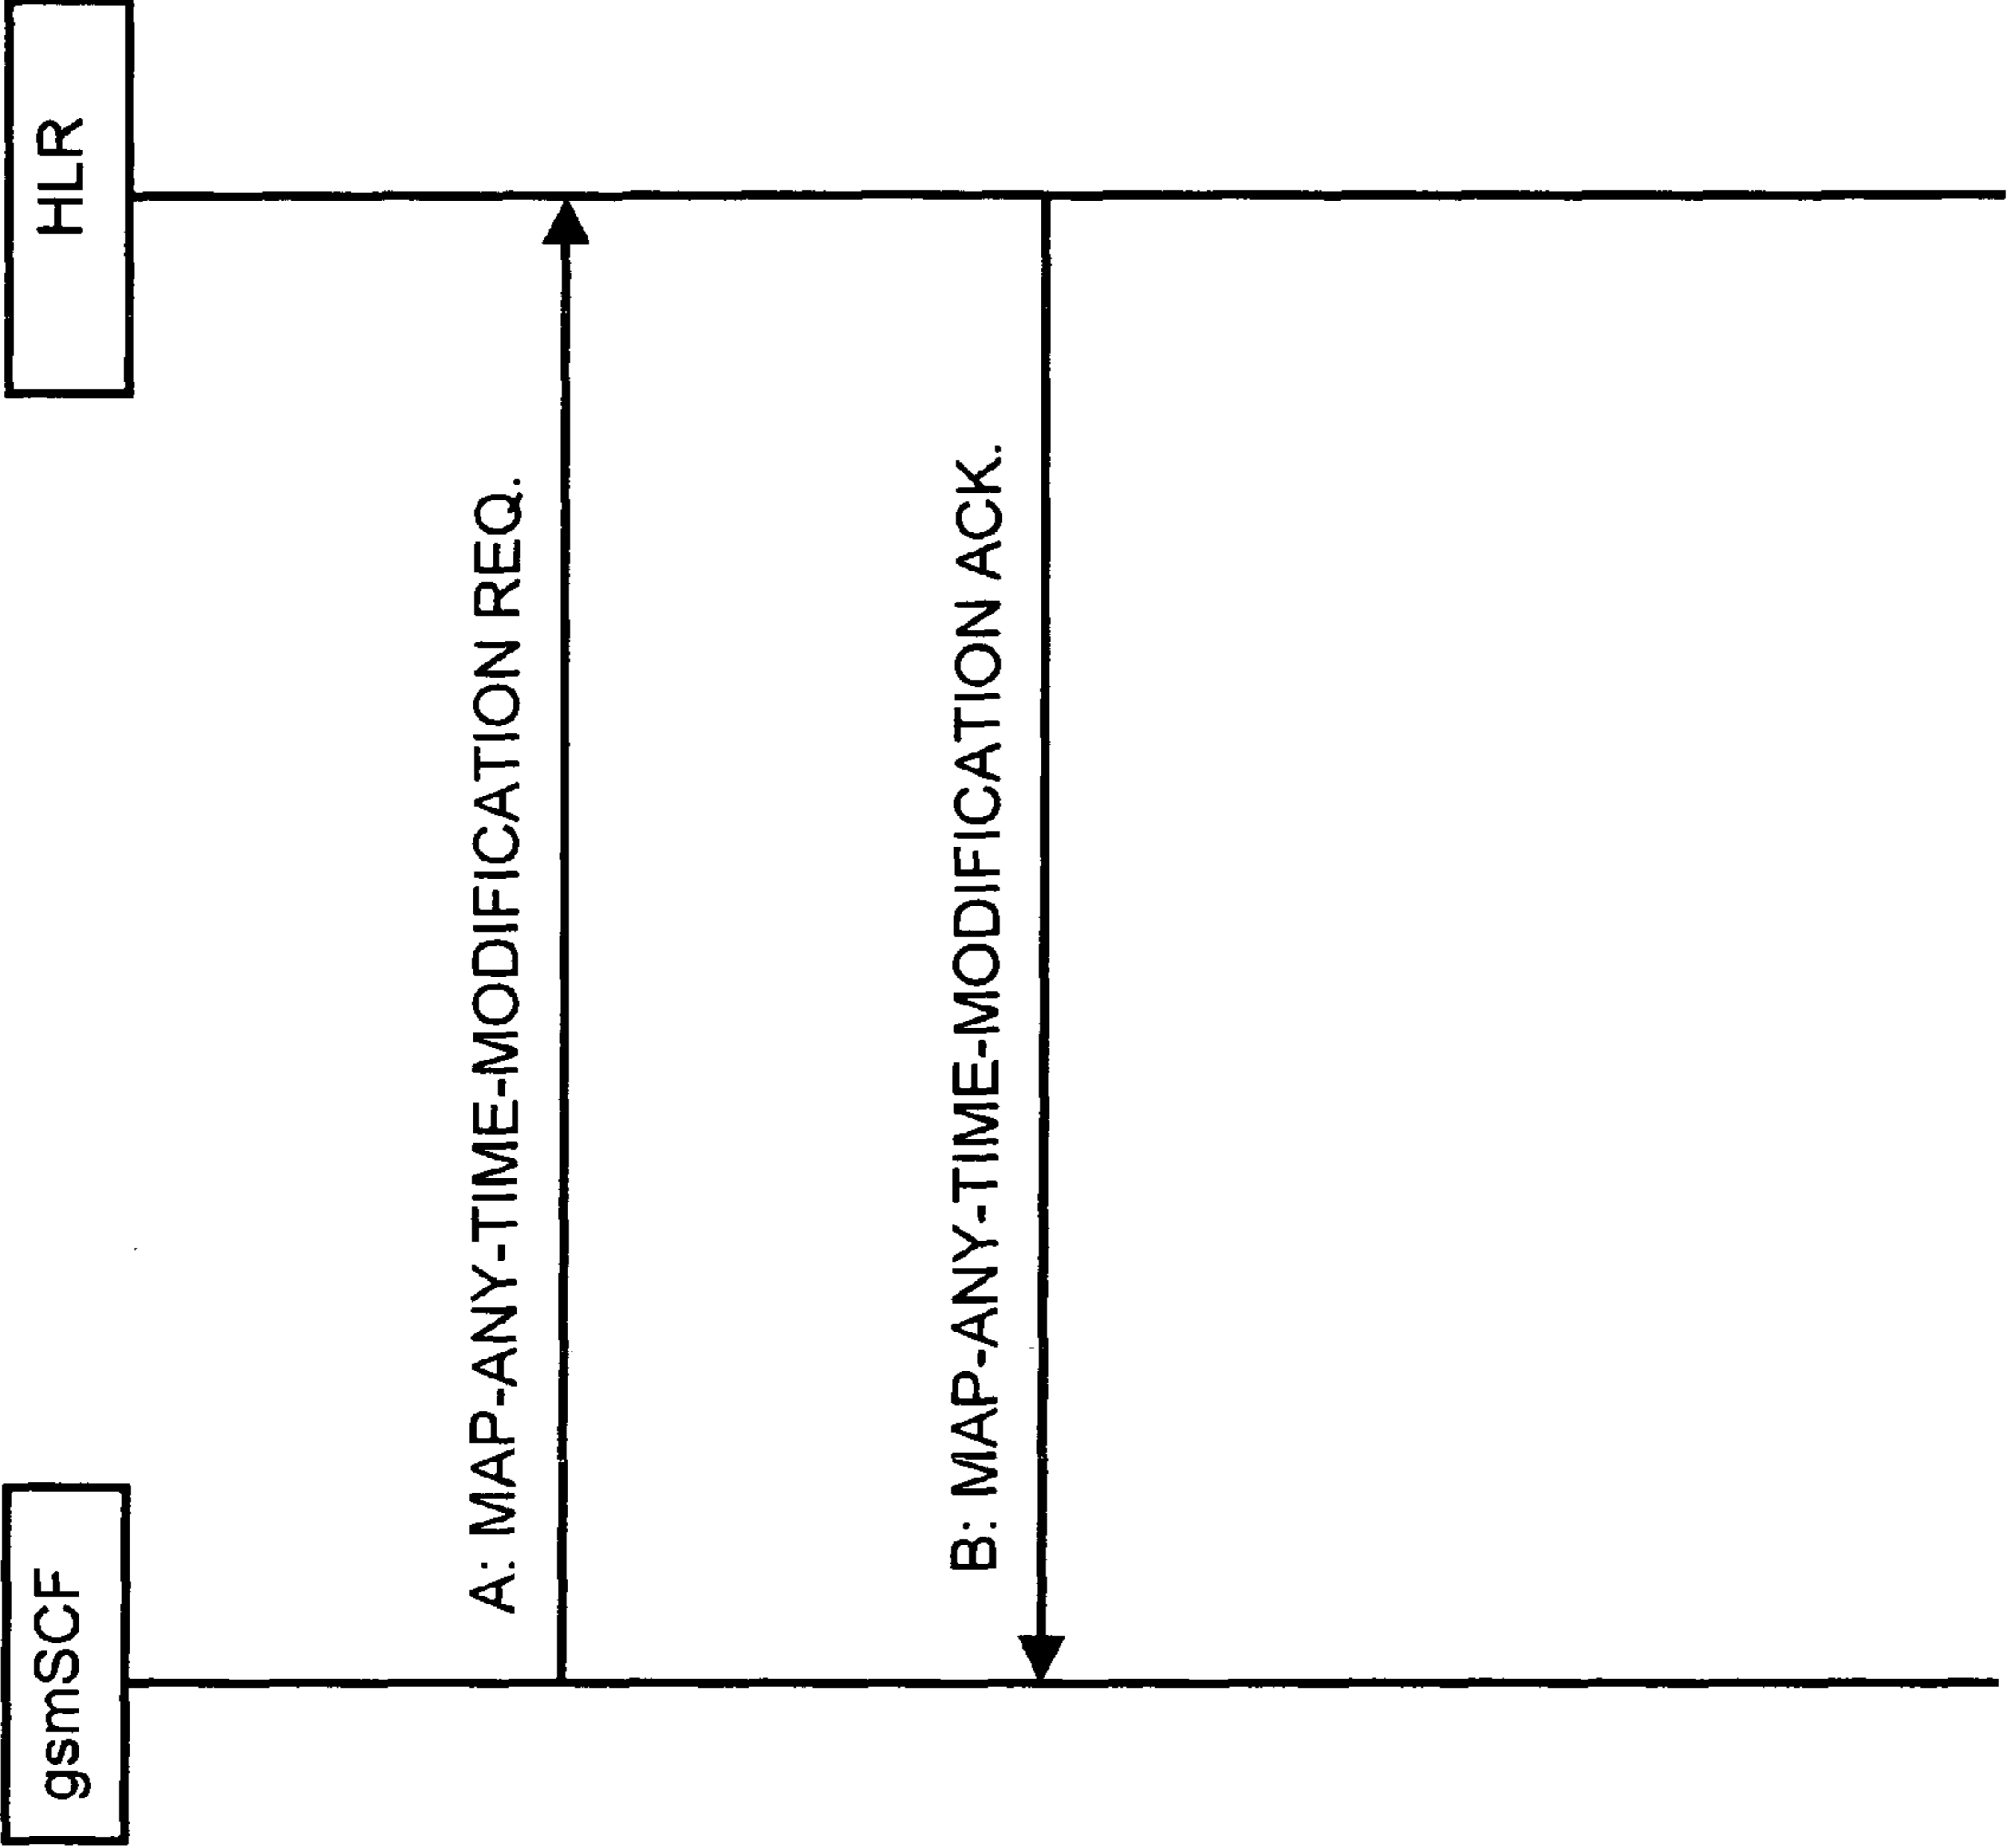 gsmSCF
HLR
A: MAP-ANY-TIME-MODIFICATION REQ.
B: MAP-ANY-TIME-MODIFICATION ACK.